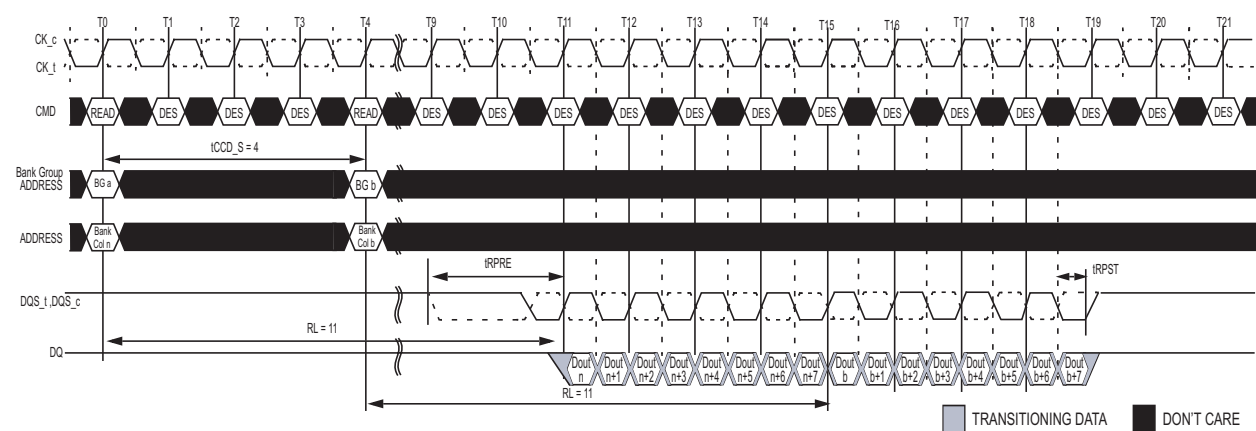 T0 T1 T2 T3 T4 T9 T10 T11 T12 T13 T14 T15 T16 T17 T18 T19 T20 T21
CK_c
CK_t
CMD READ DES DES DES READ DES DES DES DES DES DES DES DES DES DES DES DES DES
tCCD_S = 4
Bank Group
ADDRESS BG a BG b
ADDRESS Bank
Col n Bank
Col b
tRPRE tRPST
DQS_t ,DQS_c
RL = 11
DQ
Dout
n Dout
n+1 Dout
n+2 Dout
n+3 Dout
n+4 Dout
n+5 Dout
n+6 Dout
n+7 Dout
b Dout
b+1 Dout
b+2 Dout
b+3 Dout
b+4 Dout
b+5 Dout
b+6 Dout
b+7
RL = 11
TRANSITIONING DATA DON'T CARE